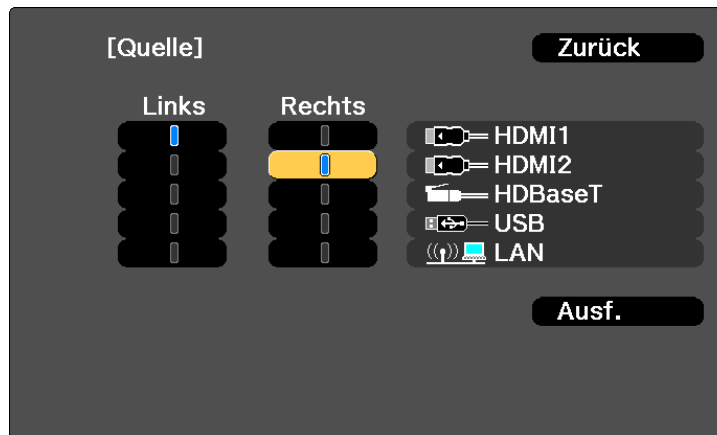 [Quelle]
Zurück
Links Rechts
HDMI1
HDMI2
HDBaseT
USB
LAN
Ausf.